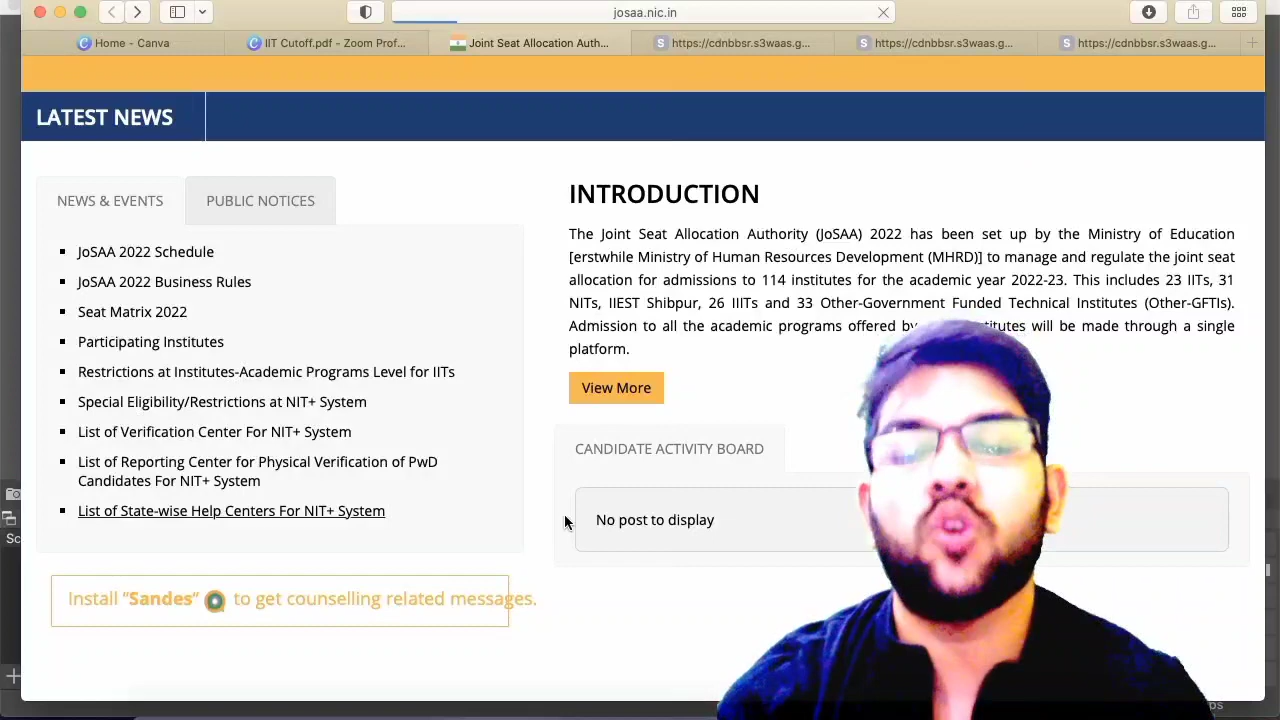 josaa.nic.in
Home - Canva
IIT Cutoff.pdf - Zoom Prof...
Joint Seat Allocation Auth...
https://cdnbbsr.s3waas.g...
https://cdnbbsr.s3waas.g...
https://cdnbbsr.s3waas.g...
LATEST NEWS
NEWS & EVENTS
PUBLIC NOTICES
JoSAA 2022 Schedule
JoSAA 2022 Business Rules
Seat Matrix 2022
Participating Institutes
Restrictions at Institutes-Academic Programs Level for IITs
Special Eligibility/Restrictions at NIT+ System
List of Verification Center For NIT+ System
List of Reporting Center for Physical Verification of PwD
Candidates For NIT+ System
List of State-wise Help Centers For NIT+ System
Install "Sandes" to get counselling related messages.
INTRODUCTION
The Joint Seat Allocation Authority (JoSAA) 2022 has been set up by the Ministry of Education
[erstwhile Ministry of Human Resources Development (MHRD)] to manage and regulate the joint seat
allocation for admissions to 114 institutes for the academic year 2022-23. This includes 23 IITs, 31
NITs, IIEST Shibpur, 26 IIITs and 33 Other-Government Funded Technical Institutes (Other-GFTIs).
Admission to all the academic programs offered by titutes will be made through a single
platform.
View More
CANDIDATE ACTIVITY BOARD
No post to display
Sc
ps